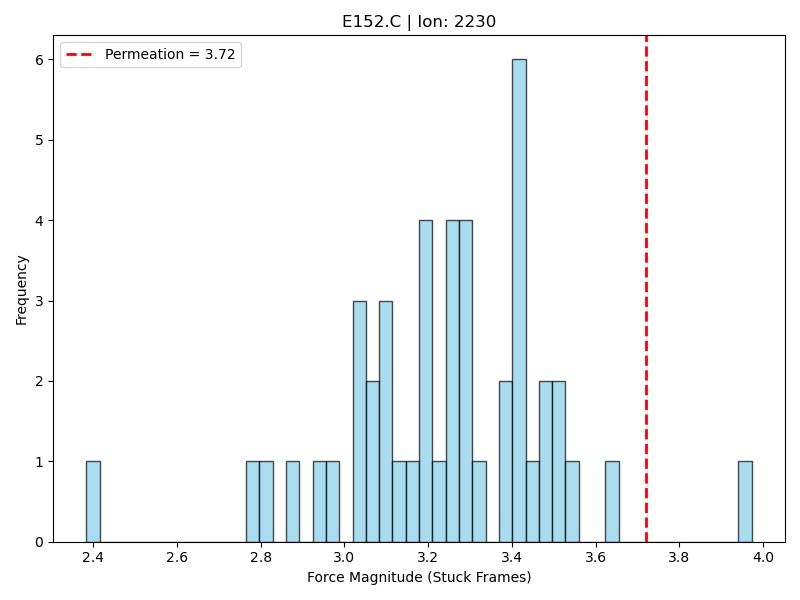 E152.C | Ion: 2230
Permeation = 3.72
Frequency
6
5
4
3
2
1
0
2.4 2.6 2.8 3.0 3.2 3.4 3.6 3.8 4.0
Force Magnitude (Stuck Frames)